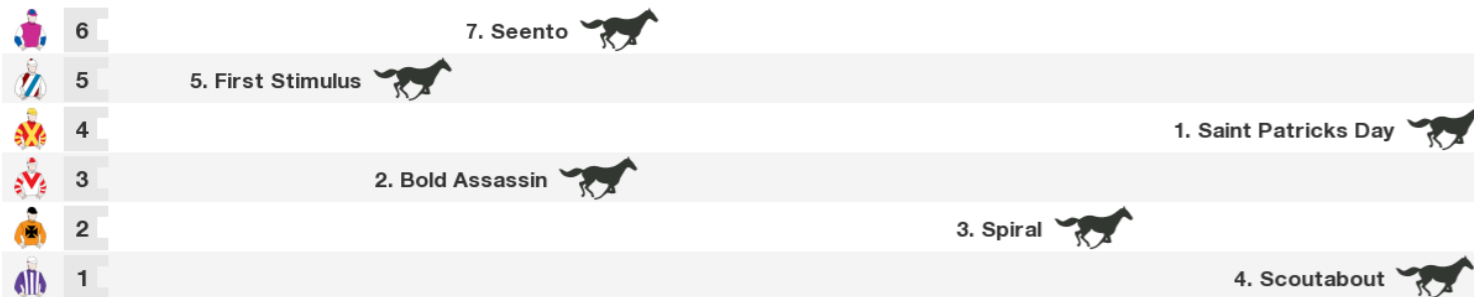 6 7. Seento
5 5. First Stimulus
4 1. Saint Patricks Day
3 2. Bold Assassin
2 3. Spiral
1 4. Scoutabout